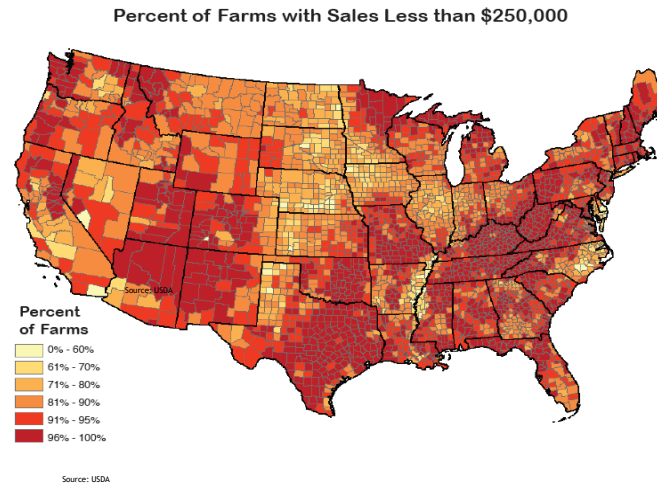 Percent of Farms with Sales Less than $250,000
Source: USDA
Percent
of Farms
0% - 60%
61% - 70%
71% - 80%
81% - 90%
91% - 95%
96% - 100%
Source: USDA